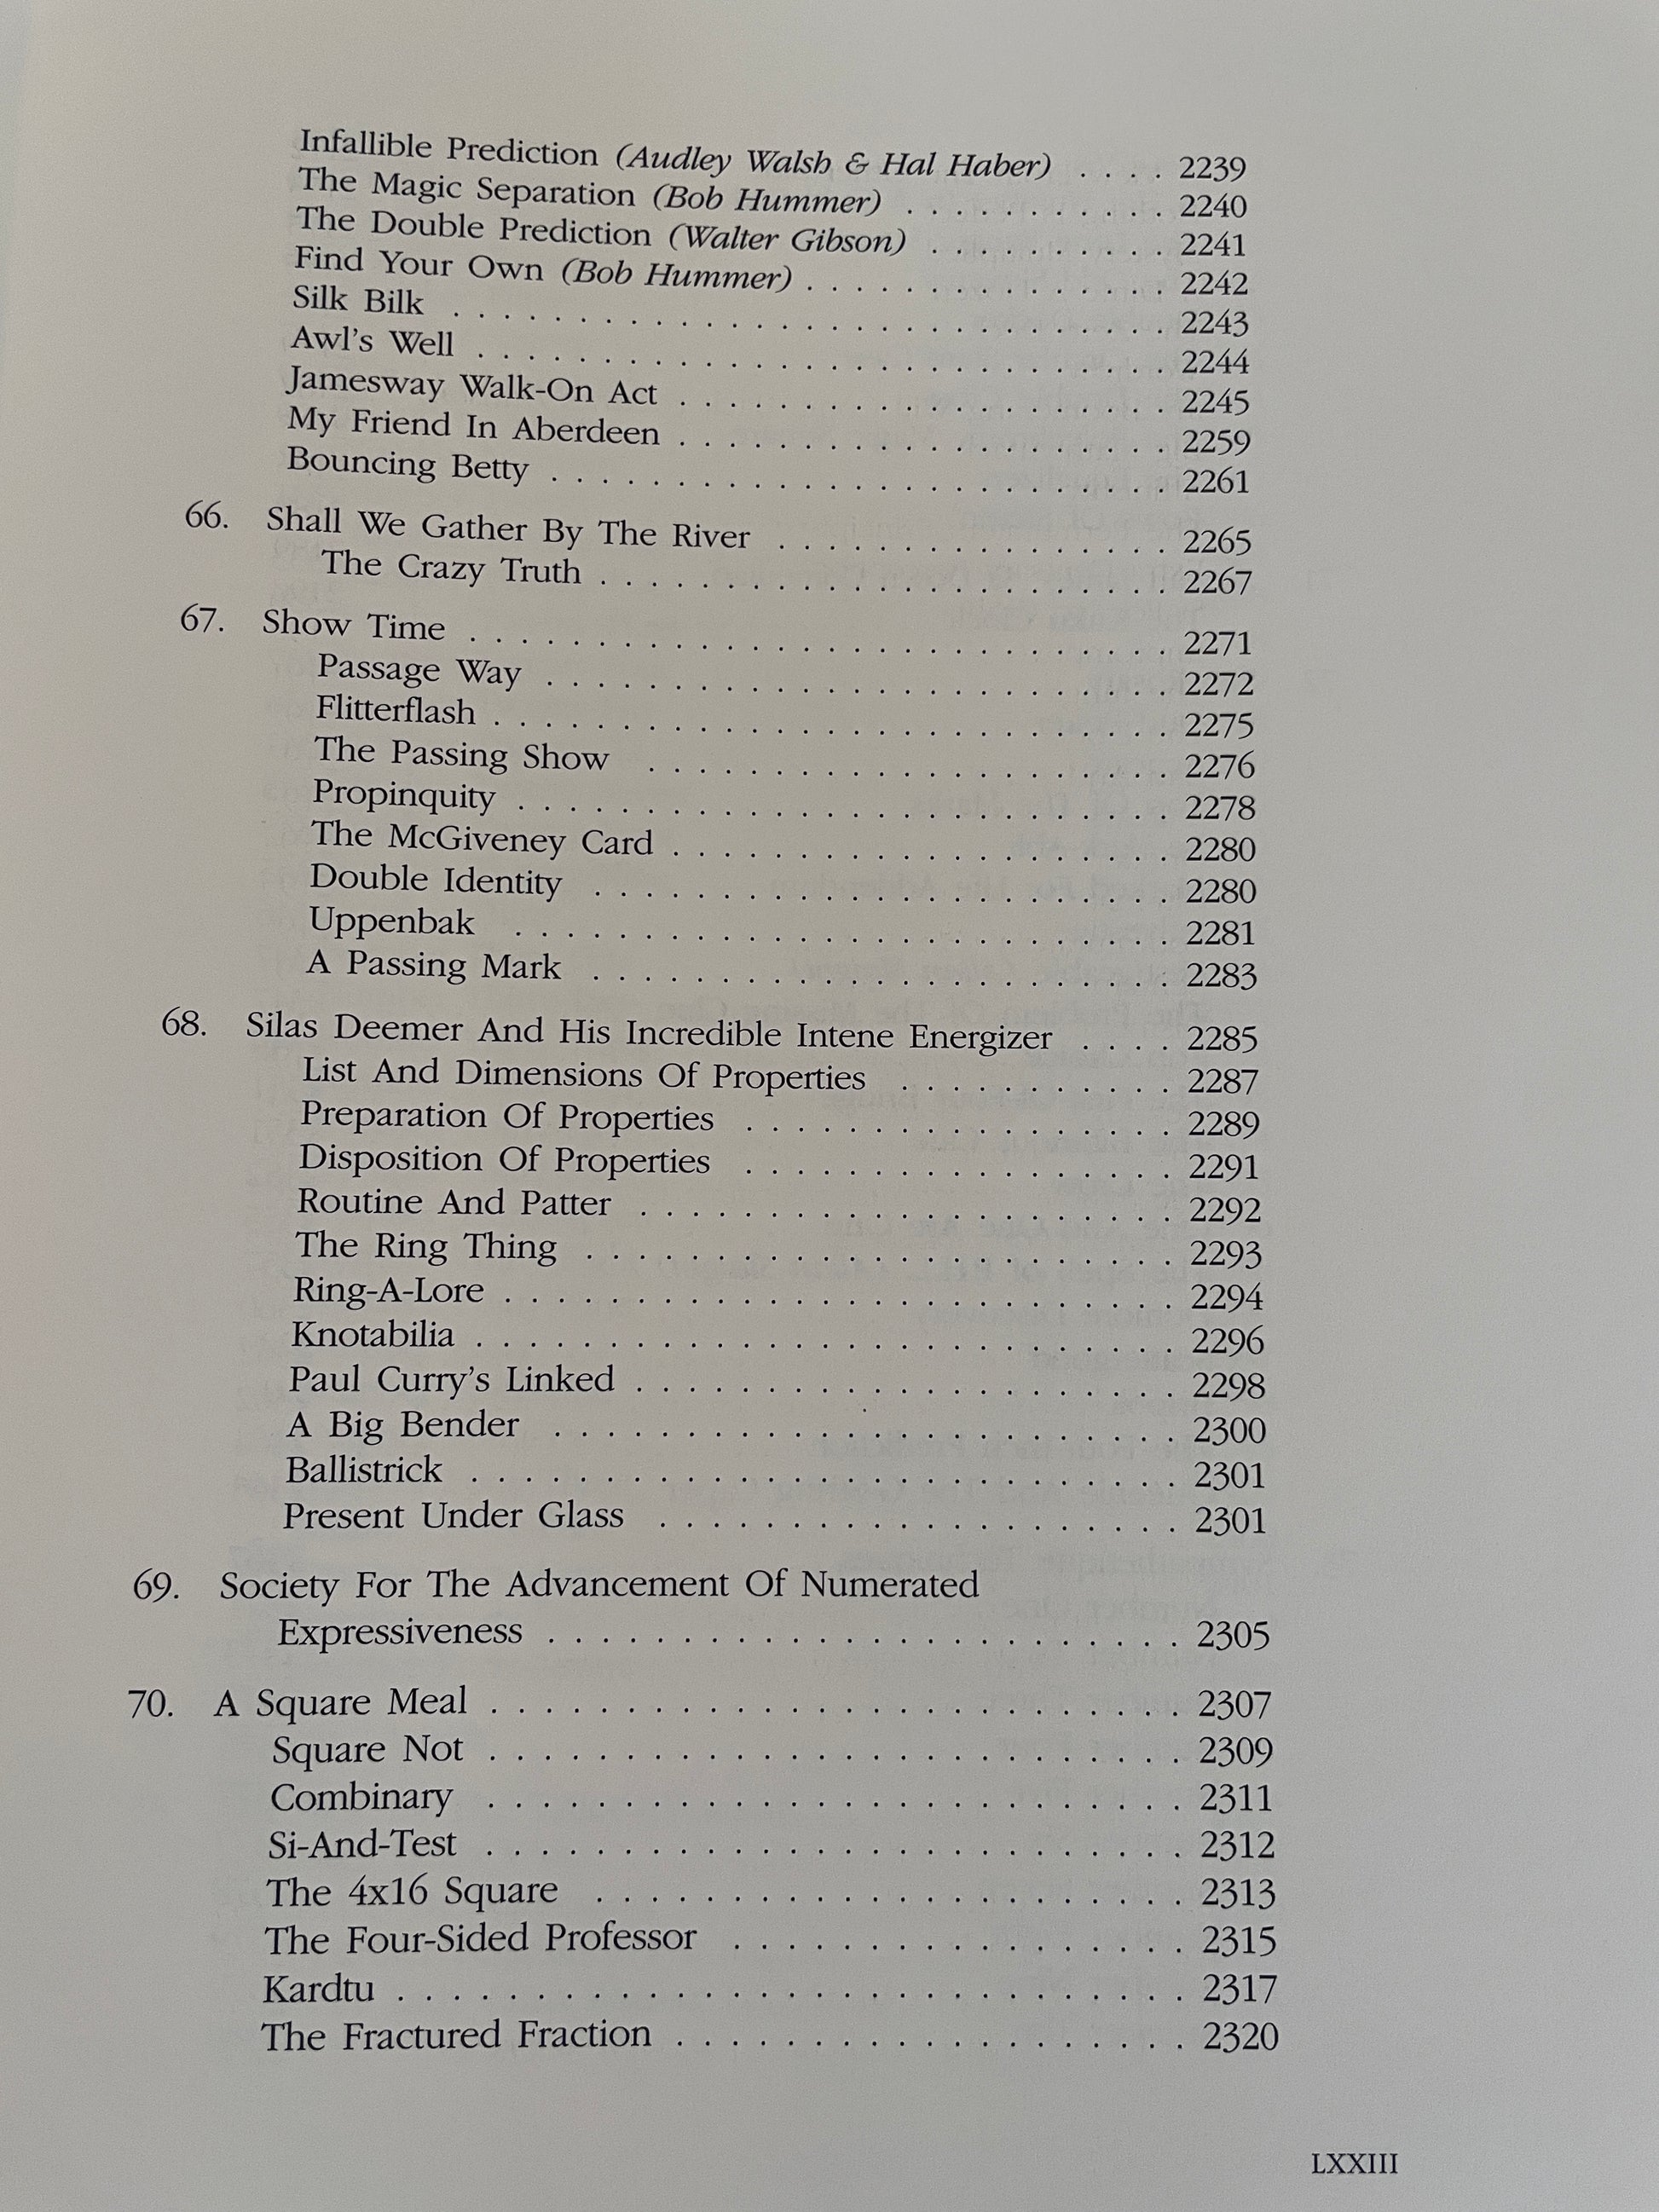 Infallible Prediction (Audley Walsh & Hal Haber) . . . . 2239
The Magic Separation (Bob Hummer) . . . . . . . . . . . 2240
The Double Prediction (Walter Gibson) . . . . . . . . . . 2241
Find Your Own (Bob Hummer) . . . . . . . . . . . . . . . 2242
Silk Bilk . . . . . . . . . . . . . . . . . . . . . . . . . . . . 2243
Awl's Well . . . . . . . . . . . . . . . . . . . . . . . . . . . 2244
Jamesway Walk-On Act . . . . . . . . . . . . . . . . . . . . 2245
My Friend In Aberdeen . . . . . . . . . . . . . . . . . . . . 2259
Bouncing Betty . . . . . . . . . . . . . . . . . . . . . . . . . 2261
66. Shall We Gather By The River . . . . . . . . . . . . . . . . 2265
The Crazy Truth . . . . . . . . . . . . . . . . . . . . . . . 2267
67. Show Time . . . . . . . . . . . . . . . . . . . . . . . . . . . . 2271
Passage Way . . . . . . . . . . . . . . . . . . . . . . . . . 2272
Flitterflash . . . . . . . . . . . . . . . . . . . . . . . . . . . 2275
The Passing Show . . . . . . . . . . . . . . . . . . . . . 2276
Propinquity . . . . . . . . . . . . . . . . . . . . . . . . . . 2278
The McGiveney Card . . . . . . . . . . . . . . . . . . . . 2280
Double Identity . . . . . . . . . . . . . . . . . . . . . . . 2280
Uppenbak . . . . . . . . . . . . . . . . . . . . . . . . . . 2281
A Passing Mark . . . . . . . . . . . . . . . . . . . . . . . 2283
68. Silas Deemer And His Incredible Intene Energizer . . . . 2285
List And Dimensions Of Properties . . . . . . . . . . . 2287
Preparation Of Properties . . . . . . . . . . . . . . . . . 2289
Disposition Of Properties . . . . . . . . . . . . . . . . . 2291
Routine And Patter . . . . . . . . . . . . . . . . . . . . . 2292
The Ring Thing . . . . . . . . . . . . . . . . . . . . . . . 2293
Ring-A-Lore . . . . . . . . . . . . . . . . . . . . . . . . . . 2294
Knotabilia . . . . . . . . . . . . . . . . . . . . . . . . . . . 2296
Paul Curry's Linked . . . . . . . . . . . . . . . . . . . . . 2298
A Big Bender . . . . . . . . . . . . . . . . . . . . . . . . 2300
Ballistrick . . . . . . . . . . . . . . . . . . . . . . . . . . . 2301
Present Under Glass . . . . . . . . . . . . . . . . . . . . 2301
69. Society For The Advancement Of Numerated
Expressiveness . . . . . . . . . . . . . . . . . . . . . . . . 2305
70. A Square Meal . . . . . . . . . . . . . . . . . . . . . . . . . . 2307
Square Not . . . . . . . . . . . . . . . . . . . . . . . . . . 2309
Combinary . . . . . . . . . . . . . . . . . . . . . . . . . . 2311
Si-And-Test . . . . . . . . . . . . . . . . . . . . . . . . . . 2312
The 4x16 Square . . . . . . . . . . . . . . . . . . . . . . 2313
The Four-Sided Professor . . . . . . . . . . . . . . . . . 2315
Kardtu . . . . . . . . . . . . . . . . . . . . . . . . . . . . . 2317
The Fractured Fraction . . . . . . . . . . . . . . . . . . . 2320
LXXIII